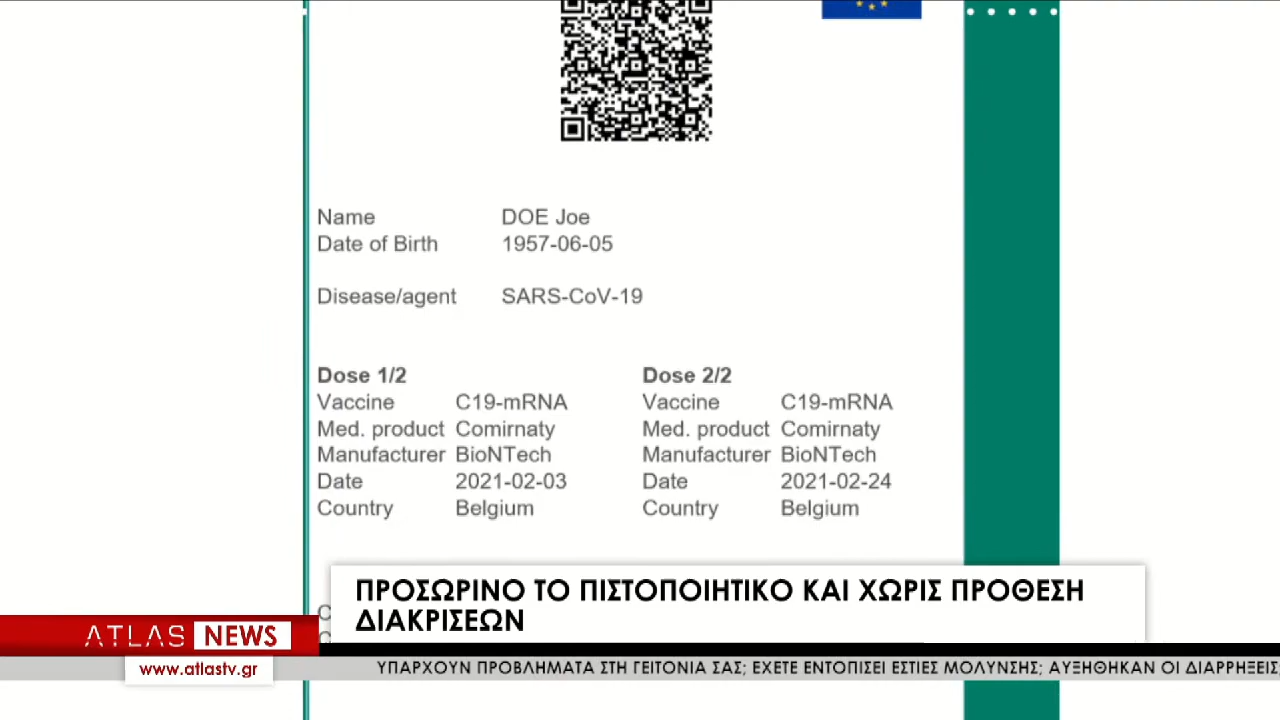 Name DOE Joe
Date of Birth 1957-06-05
Disease/agent SARS-CoV-19
Dose 1/2 Dose 2/2
Vaccine C19-mRNA Vaccine C19-mRNA
Med. product Comirnaty Med. product Comirnaty
Manufacturer BioNTech Manufacturer BioNTech
Date 2021-02-03 Date 2021-02-24
Country Belgium Country Belgium
ΠΡΟΣΩΡΙΝΟ ΤΟ ΠΙΣΤΟΠΟΙΗΤΙΚΟ ΚΑΙ ΧΩΡΙΣ ΠΡΟΘΕΣΗ
ΔΙΑΚΡΙΣΕΩΝ
ATLAS NEWS
www.atlastv.gr
ΥΠΑΡΧΟΥΝ ΠΡΟΒΛΗΜΑΤΑ ΣΤΗ ΓΕΙΤΟΝΙΑ ΣΑΣ; ΕΧΕΤΕ ΕΝΤΟΠΙΣΕΙ ΕΣΤΙΕΣ ΜΟΛΥΝΣΗΣ; ΑΥΞΗΘΗΚΑΝ ΟΙ ΔΙΑΡΡΗΞΕΙΣ